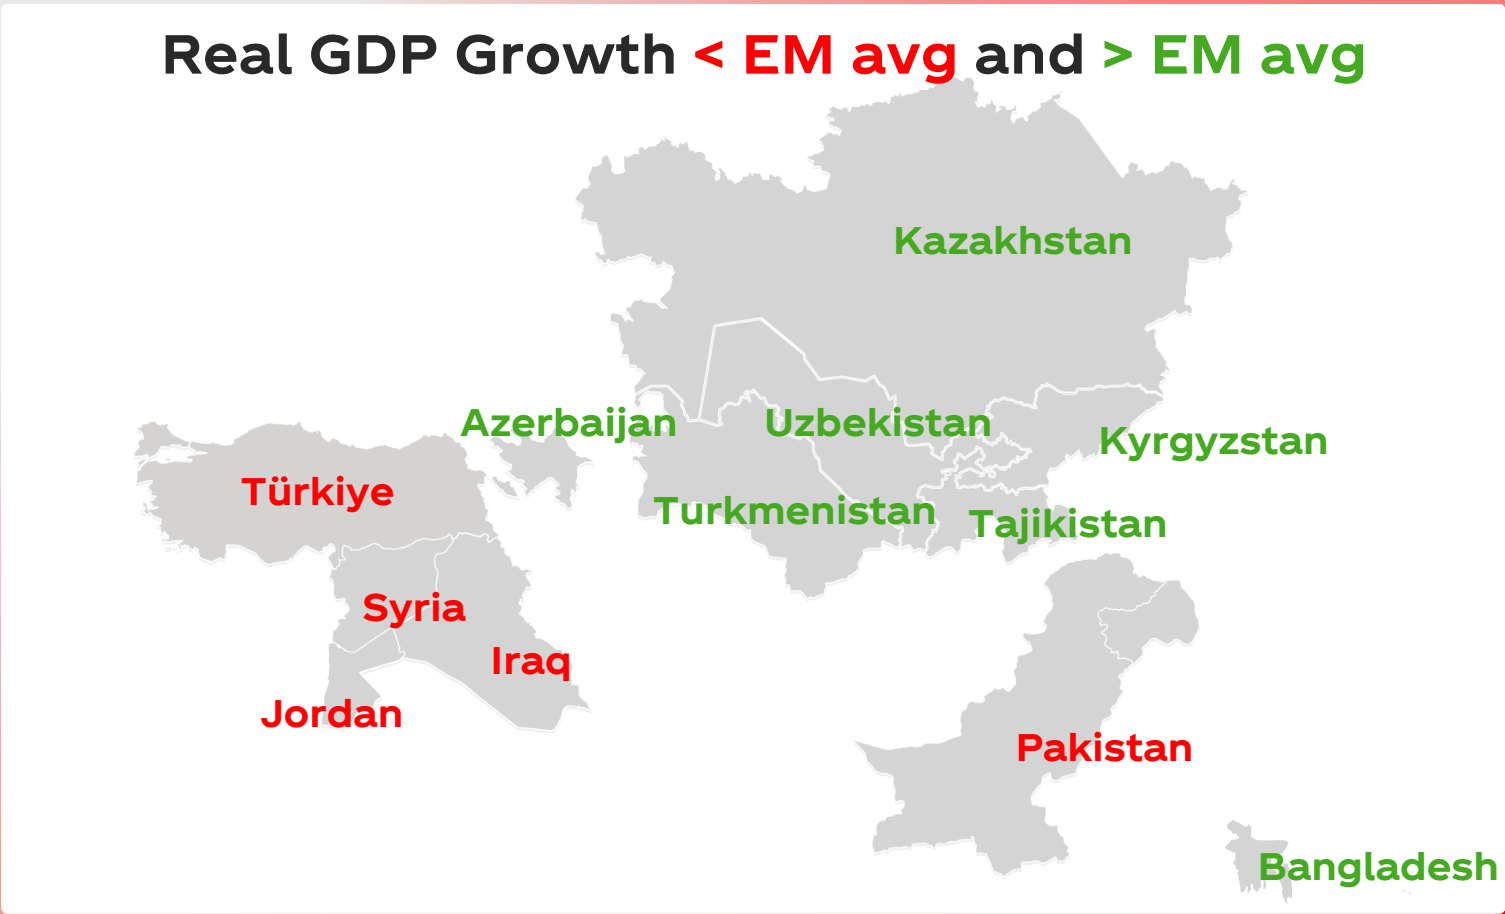 Real GDP Growth < EM avg and > EM avg
Kazakhstan
Azerbaijan
Uzbekistan
Kyrgyzstan
Türkiye
Turkmenistan
Tajikistan
Syria
Iraq
Jordan
Pakistan
Bangladesh